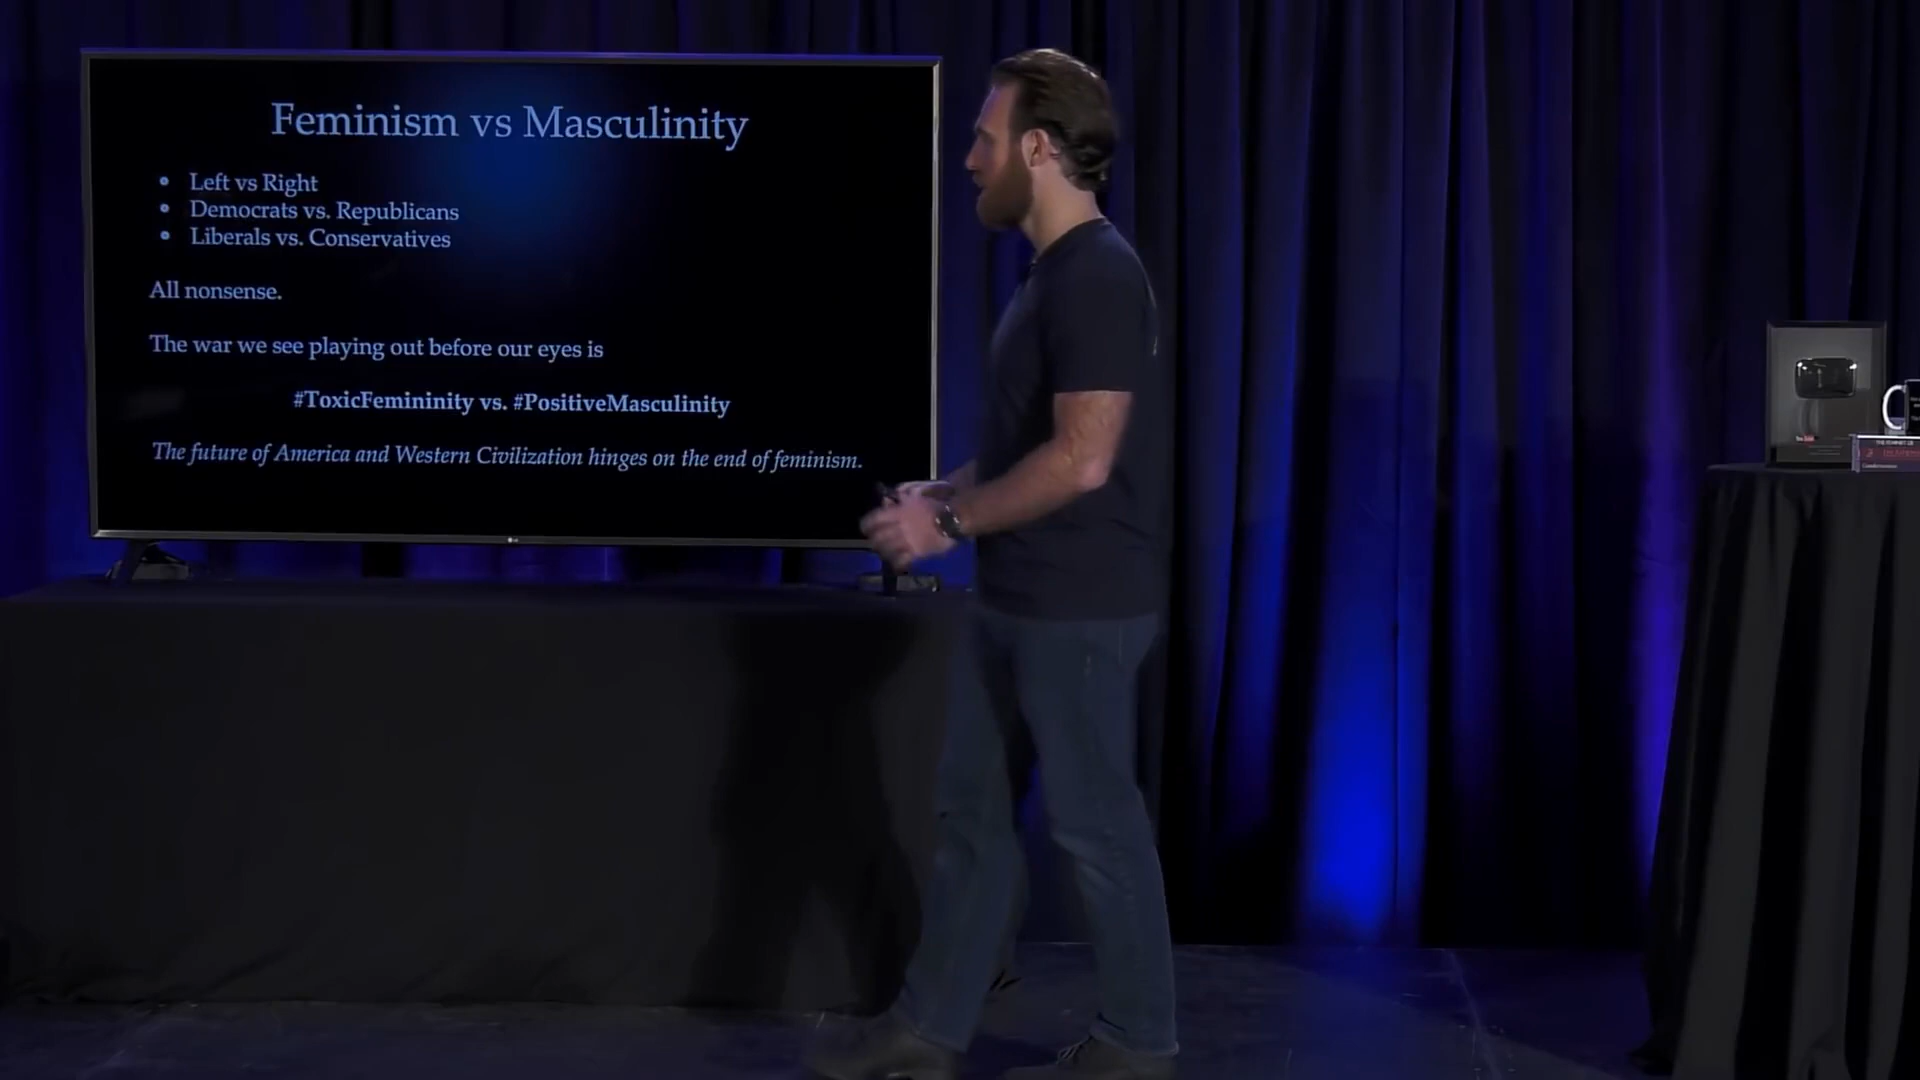 Feminism vs Masculinity
• Left vs Right
• Democrats vs. Republicans
• Liberals vs. Conservatives
All nonsense.
The war we see playing out before our eyes is
#ToxicFemininity vs. #PositiveMasculinity
The future of America and Western Civilization hinges on the end of feminism.
LG